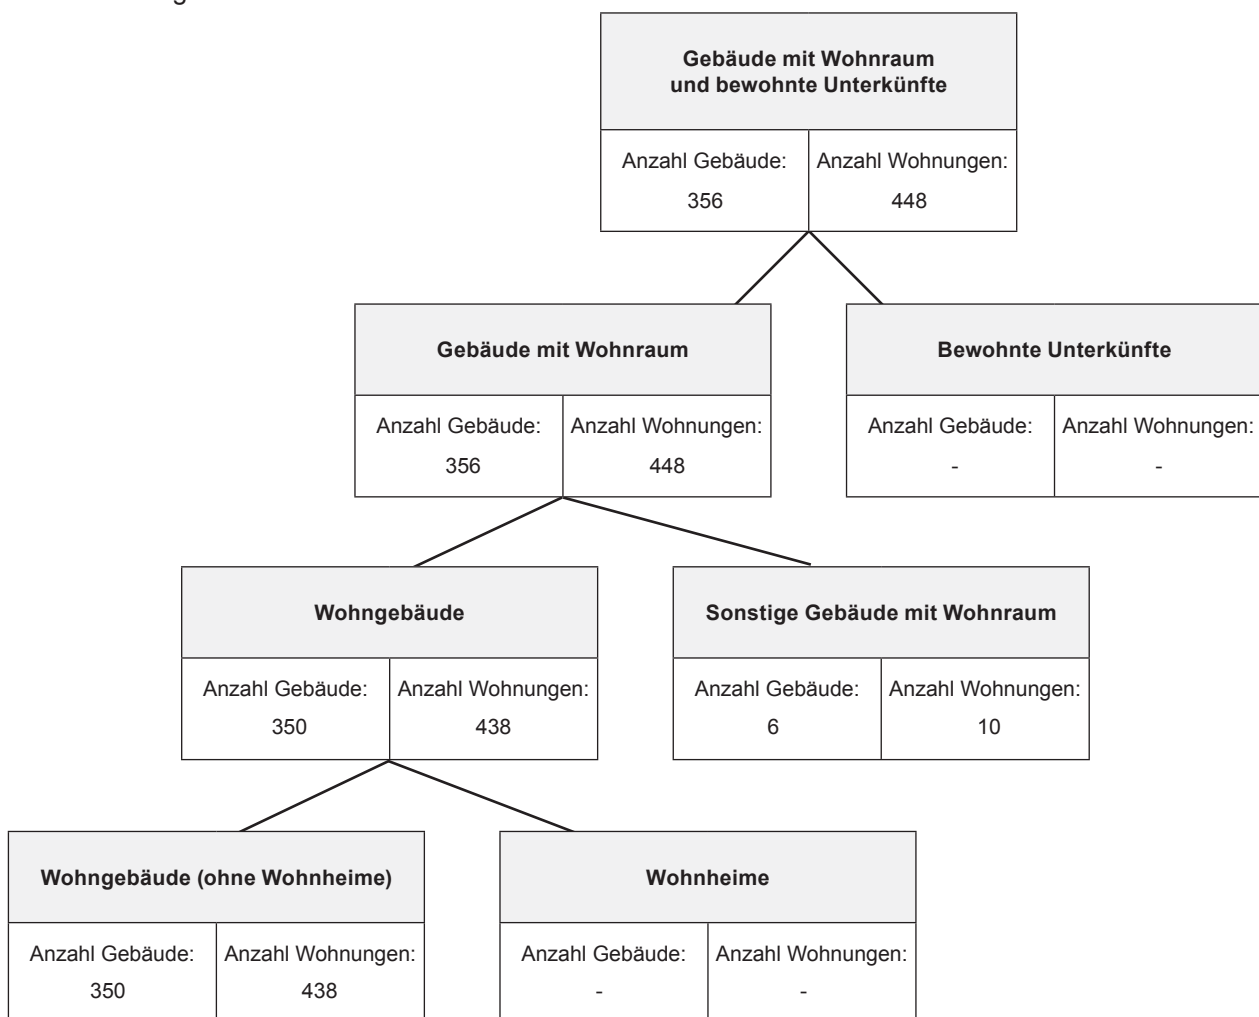 g
Gebäude mit Wohnraum
und bewohnte Unterkünfte
Anzahl Gebäude: Anzahl Wohnungen:
356 448
Gebäude mit Wohnraum
Anzahl Gebäude: Anzahl Wohnungen:
356 448
Bewohnte Unterkünfte
Anzahl Gebäude: Anzahl Wohnungen:
- -
Wohngebäude
Anzahl Gebäude: Anzahl Wohnungen:
350 438
Sonstige Gebäude mit Wohnraum
Anzahl Gebäude: Anzahl Wohnungen:
6 10
Wohngebäude (ohne Wohnheime)
Anzahl Gebäude: Anzahl Wohnungen:
350 438
Wohnheime
Anzahl Gebäude: Anzahl Wohnungen:
- -